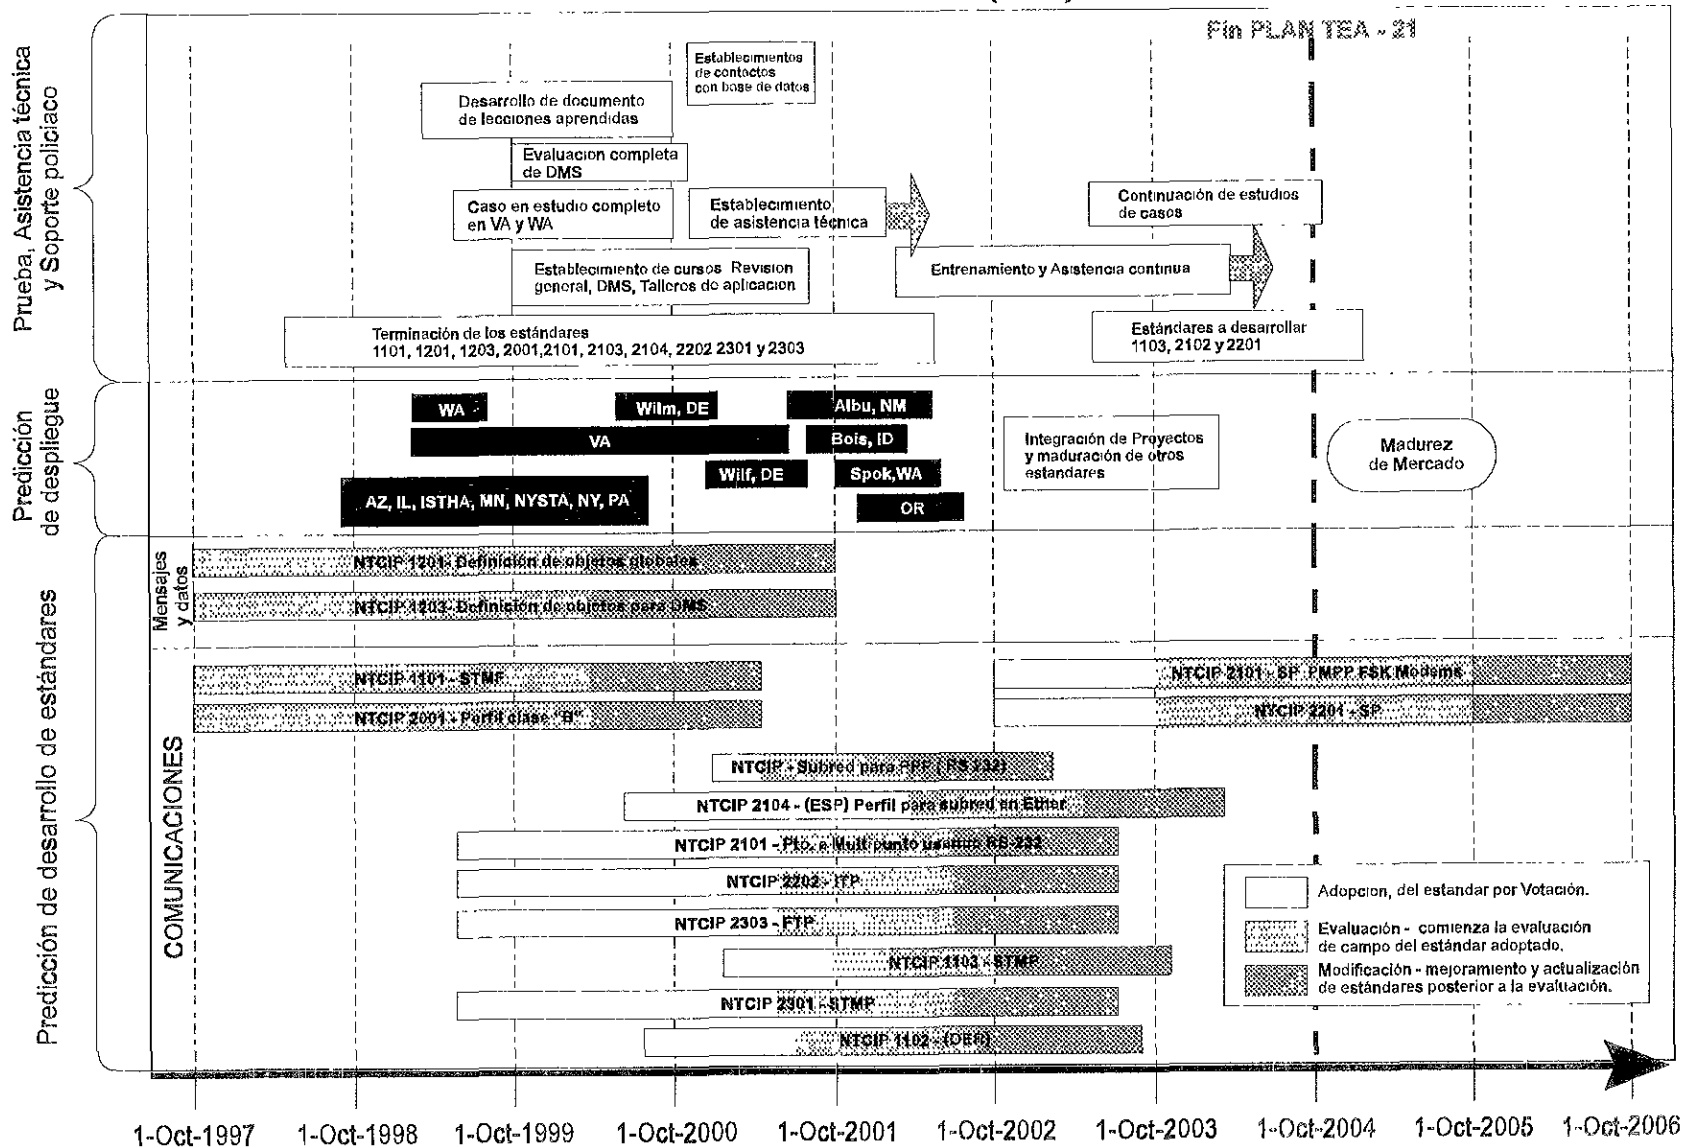 Fin PLAN TEA - 21
Prueba, Asistencia técnica
y Soporte policiaco
Establecimientos
de contactos
con base de datos
Desarrollo de documento
de lecciones aprendidas
Evaluacion completa
de DMS
Caso en estudio completo
en VA y WA
Establecimiento
de asistencia técnica
Continuación de estudios
de casos
Establecimiento de cursos Revision
general, DMS, Talleros de aplicacion
Entrenamiento y Asistencia continua
Terminación de los estándares
1101, 1201, 1203, 2001,2101, 2103, 2104, 2202 2301 y 2303
Estándares a desarrollar
1103, 2102 y 2201
Predicción
de despliegue
WA
Wilm, DE
Albu, NM
VA
Bois, ID
Wilf, DE
Spok,WA
AZ, IL, ISTHA, MN, NYSTA, NY, PA
OR
Integración de Proyectos
y maduración de otros
estandares
Madurez
de Mercado
Predicción de desarrollo de estándares
Mensajes
y datos
NTCIP 1201- Definición de objetos globales
NTCIP 1203- Definición de objetos para DMS
COMUNICACIONES
NTCIP 1101 - STMF
NTCIP 2101 - SP PMPP FSK Modems
NTCIP 2001 - Perfil clase "B"
NTCIP 2201 - SP
NTCIP - Subred para PPP ( RS 232)
NTCIP 2104 - (ESP) Perfil para subred en Ether
NTCIP 2101 - Pto. a Multi punto usando RS-232
NTCIP 2202 - ITP
NTCIP 2303 - FTP
NTCIP 1103 - STMP
NTCIP 2301 - STMP
NTCIP 1102 - (OER)
Adopcion, del estandar por Votación.
Evaluación - comienza la evaluación
de campo del estándar adoptado.
Modificación - mejoramiento y actualización
de estándares posterior a la evaluación.
1-Oct-1997
1-Oct-1998
1-Oct-1999
1-Oct-2000
1-Oct-2001
1-Oct-2002
1-Oct-2003
1-Oct-2004
1-Oct-2005
1-Oct-2006